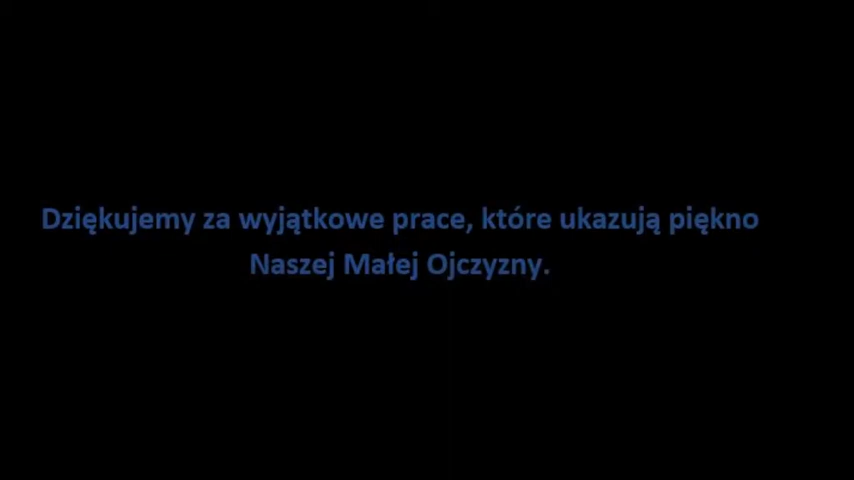 Dziękujemy za wyjątkowe prace, które ukazują piękno
Naszej Małej Ojczyzny.